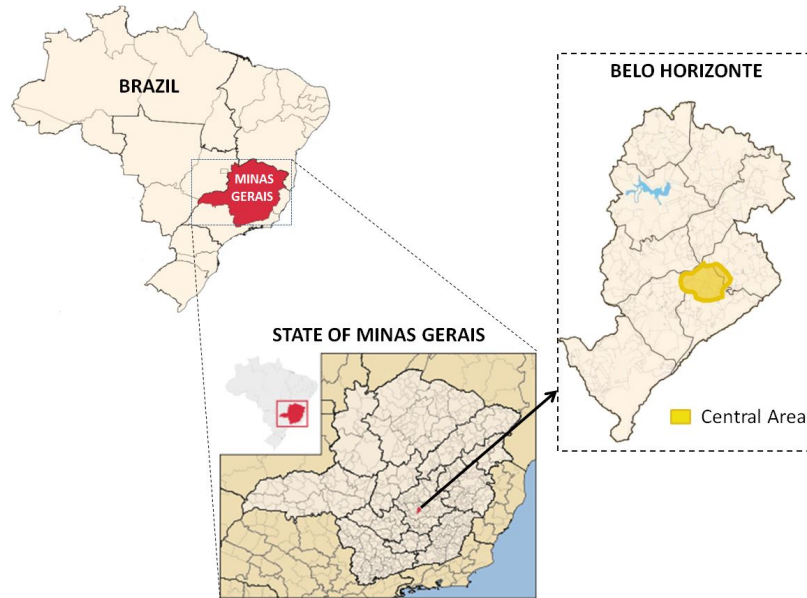 BRAZIL
MINAS
GERAIS
BELO HORIZONTE
Central Area
STATE OF MINAS GERAIS